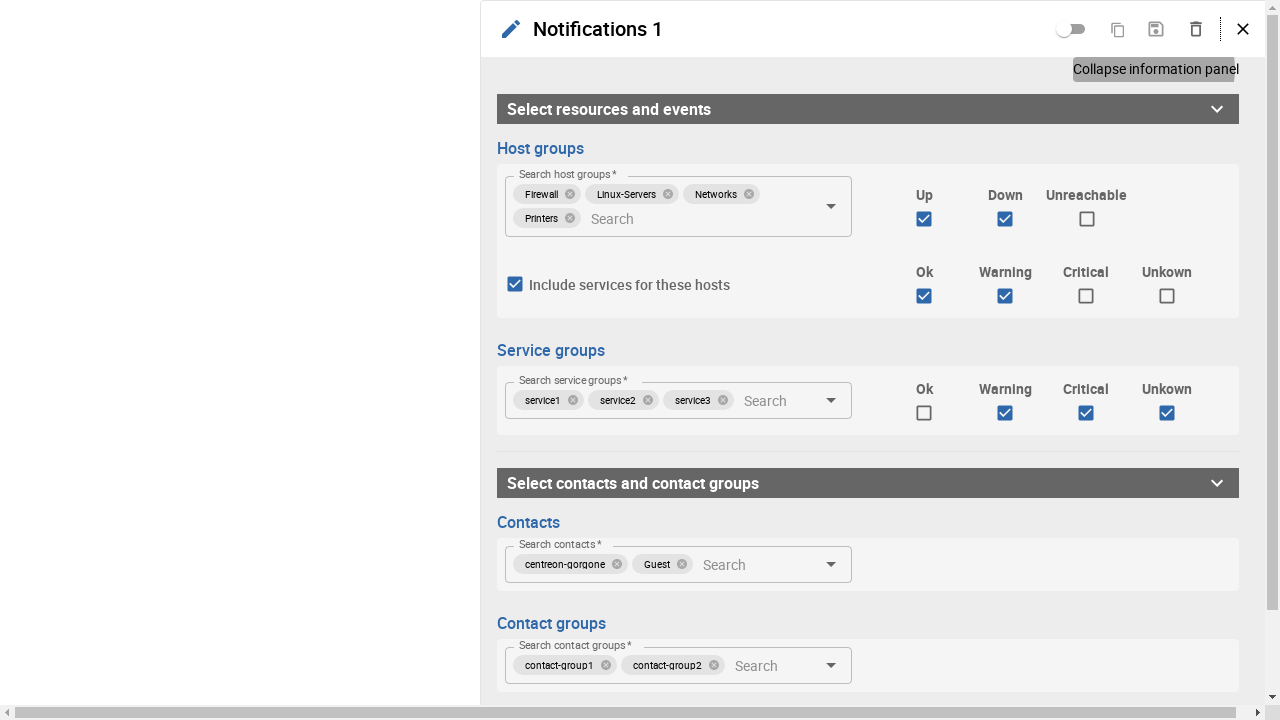 Notifications 1
Collapse information panel
Select resources and events
Host groups
Search host groups *
Firewall Linux-Servers Networks
Printers Search
Up Down Unreachable
Include services for these hosts
Ok Warning Critical Unkown
Service groups
Search service groups *
service1 service2 service3 Search
Ok Warning Critical Unkown
Select contacts and contact groups
Contacts
Search contacts *
centreon-gorgone Guest Search
Contact groups
Search contact groups *
contact-group1 contact-group2 Search